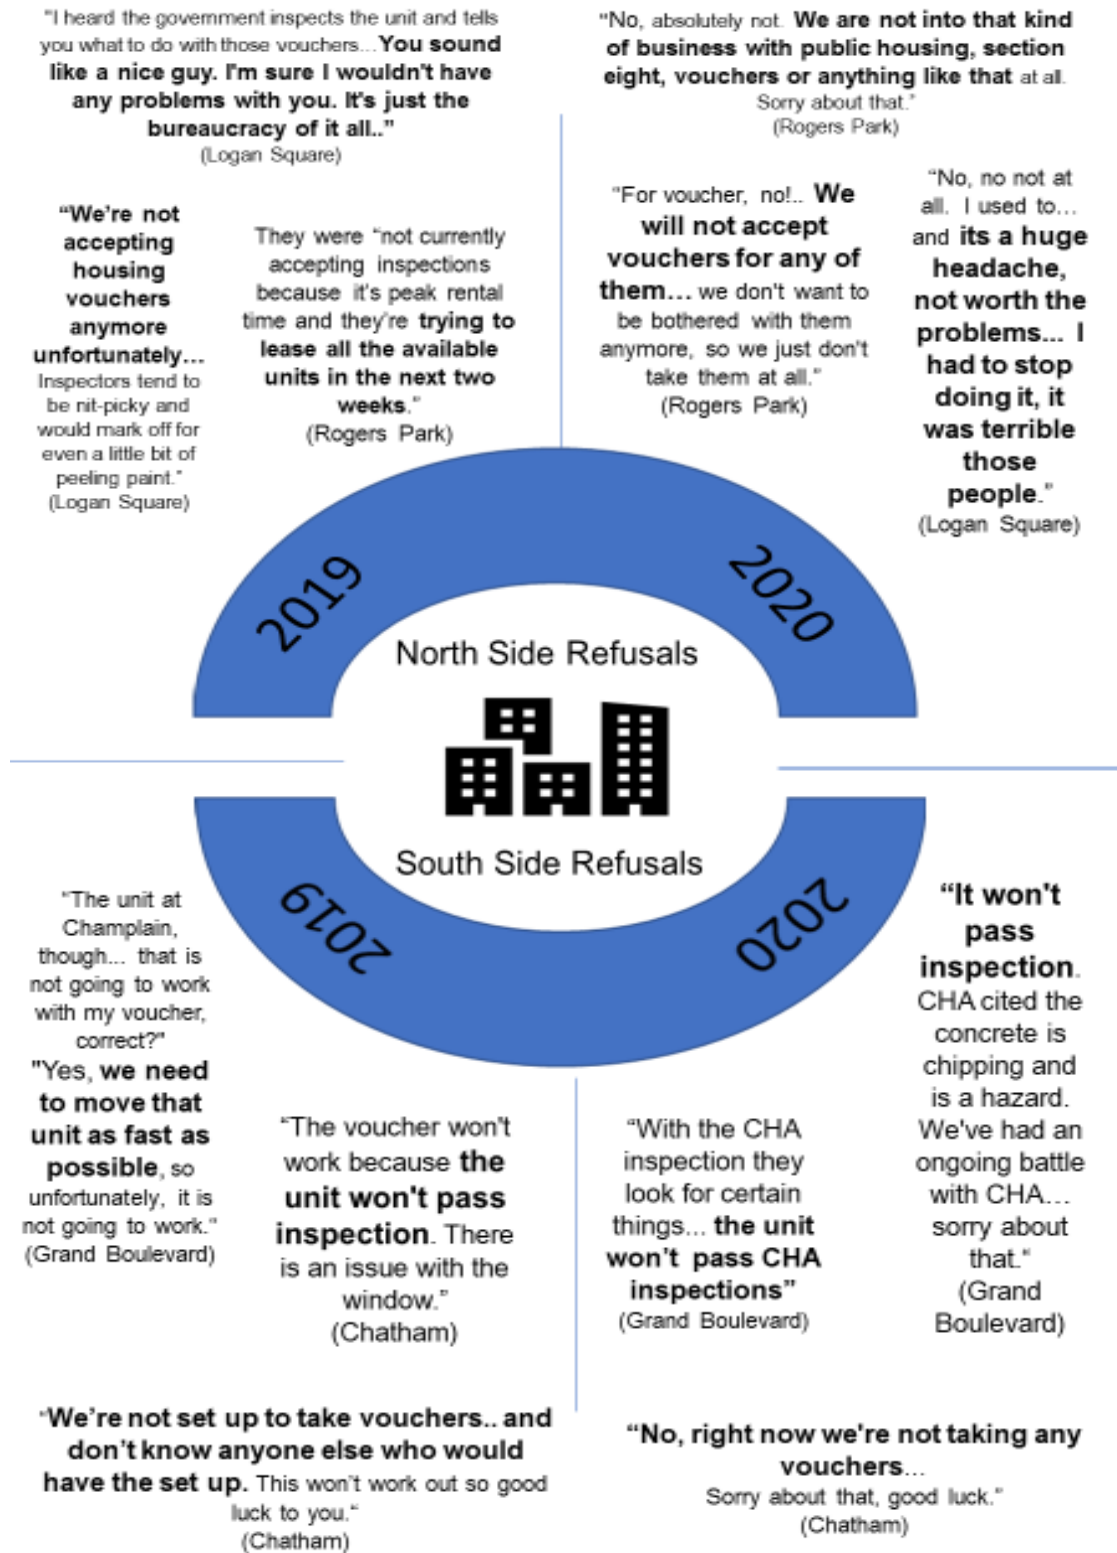 "I heard the government inspects the unit and tells
you what to do with those vouchers...You sound
like a nice guy. I'm sure I wouldn't have
any problems with you. It's just the
bureaucracy of it all.."
(Logan Square)
"No, absolutely not. We are not into that kind
of business with public housing, section
eight, vouchers or anything like that at all.
Sorry about that."
(Rogers Park)
"We're not
accepting
housing
vouchers
anymore
unfortunately...
Inspectors tend to
be nit-picky and
would mark off for
even a little bit of
peeling paint."
(Logan Square)
They were "not currently
accepting inspections
because it's peak rental
time and they're trying to
lease all the available
units in the next two
weeks."
(Rogers Park)
"For voucher, no!.. We
will not accept
vouchers for any of
them... we don't want to
be bothered with them
anymore, so we just don't
take them at all."
(Rogers Park)
"No, no not at
all. I used to...
and its a huge
headache,
not worth the
problems... I
had to stop
doing it, it
was terrible
those
people."
(Logan Square)
2019
2020
North Side Refusals
South Side Refusals
2019
2020
"The unit at
Champlain,
though... that is
not going to work
with my voucher,
correct?"
"Yes, we need
to move that
unit as fast as
possible, so
unfortunately, it is
not going to work."
(Grand Boulevard)
"The voucher won't
work because the
unit won't pass
inspection. There
is an issue with the
window."
(Chatham)
"With the CHA
inspection they
look for certain
things... the unit
won't pass CHA
inspections"
(Grand Boulevard)
"It won't
pass
inspection.
CHA cited the
concrete is
chipping and
is a hazard.
We've had an
ongoing battle
with CHA...
sorry about
that."
(Grand
Boulevard)
"We're not set up to take vouchers.. and
don't know anyone else who would
have the set up. This won't work out so good
luck to you."
(Chatham)
"No, right now we're not taking any
vouchers...
Sorry about that, good luck."
(Chatham)